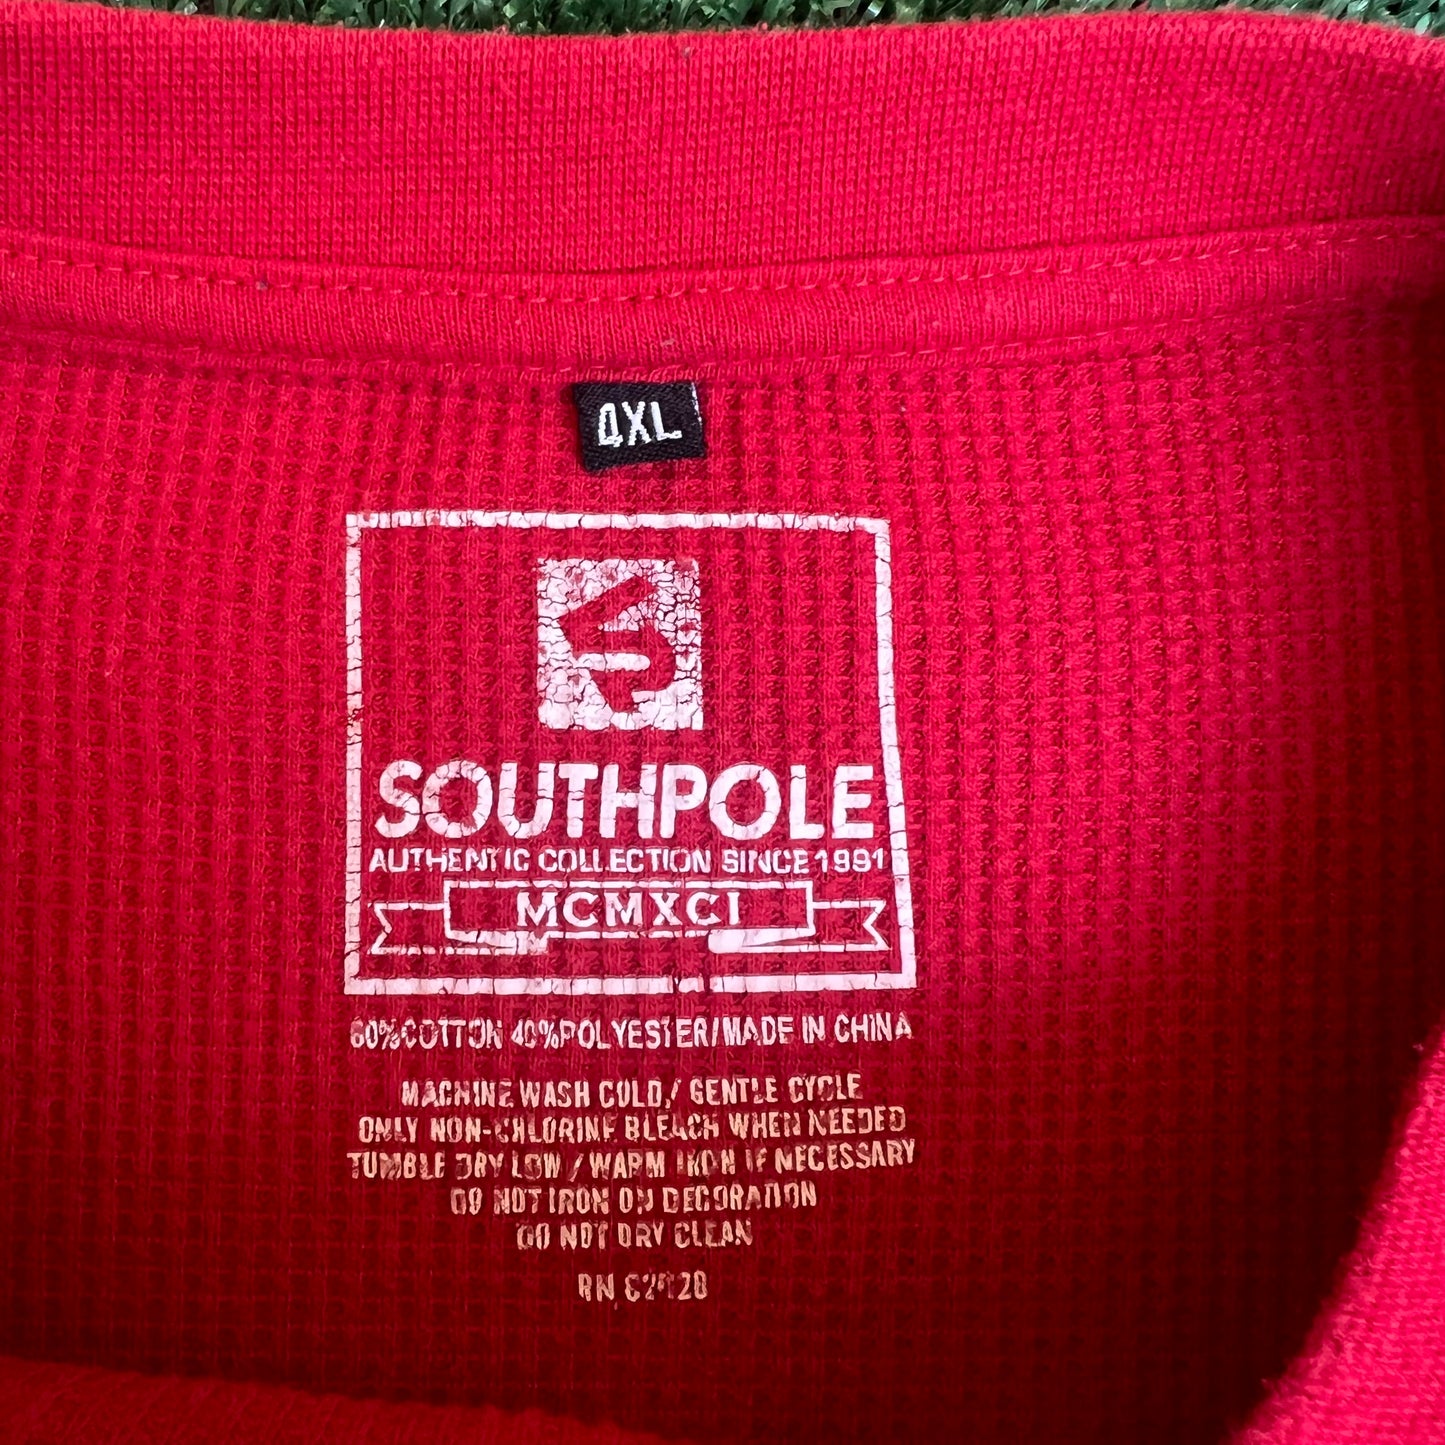 4XL
SOUTHPOLE
AUTHENTIC COLLECTION SINCE 1991
MCMXCI
60% COTTON 40% POLYESTER/MADE IN CHINA
MACHINE WASH COLD/ GENTLE CYCLE
ONLY NON-CHLORINE BLEACH WHEN NEEDED
TUMBLE DRY LOW / WARM IRON IF NECESSARY
DO NOT IRON ON DECORATION
DO NOT DRY CLEAN
RN